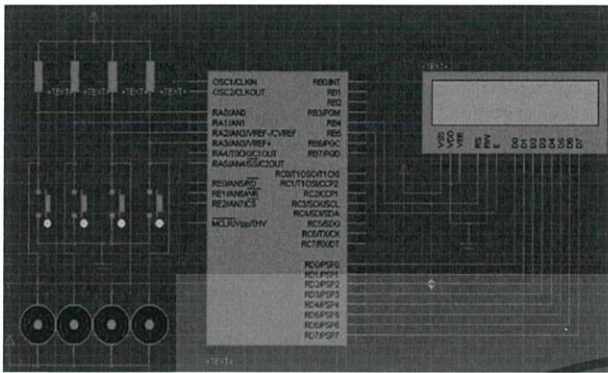 +TEXT+
+TEXT+ +TEXT+ +TEXT+ +TEXT+
OSC1/CLKIN
OSC2/CLKOUT
RA0/AN0
RA1/AN1
RA2/AN2/VREF-/CVREF
RA3/AN3/VREF+
RA4/T0CKI/C1OUT
RA5/AN4/SS/C2OUT
RE0/AN5/RD
RE1/AN6/WR
RE2/AN7/CS
MCLR/Vpp/THV
RB0/INT
RB1
RB2
RB3/PGM
RB4
RB5
RB6/PGC
RB7/PGD
RC0/T1OSO/T1CKI
RC1/T1OSI/CCP2
RC2/CCP1
RC3/SCK/SCL
RC4/SDI/SDA
RC5/SDO
RC6/TX/CK
RC7/RX/DT
RD0/PSP0
RD1/PSP1
RD2/PSP2
RD3/PSP3
RD4/PSP4
RD5/PSP5
RD6/PSP6
RD7/PSP7
VSS
VDD
VEE
RS
RW
E
D0
D1
D2
D3
D4
D5
D6
D7
+TEXT+